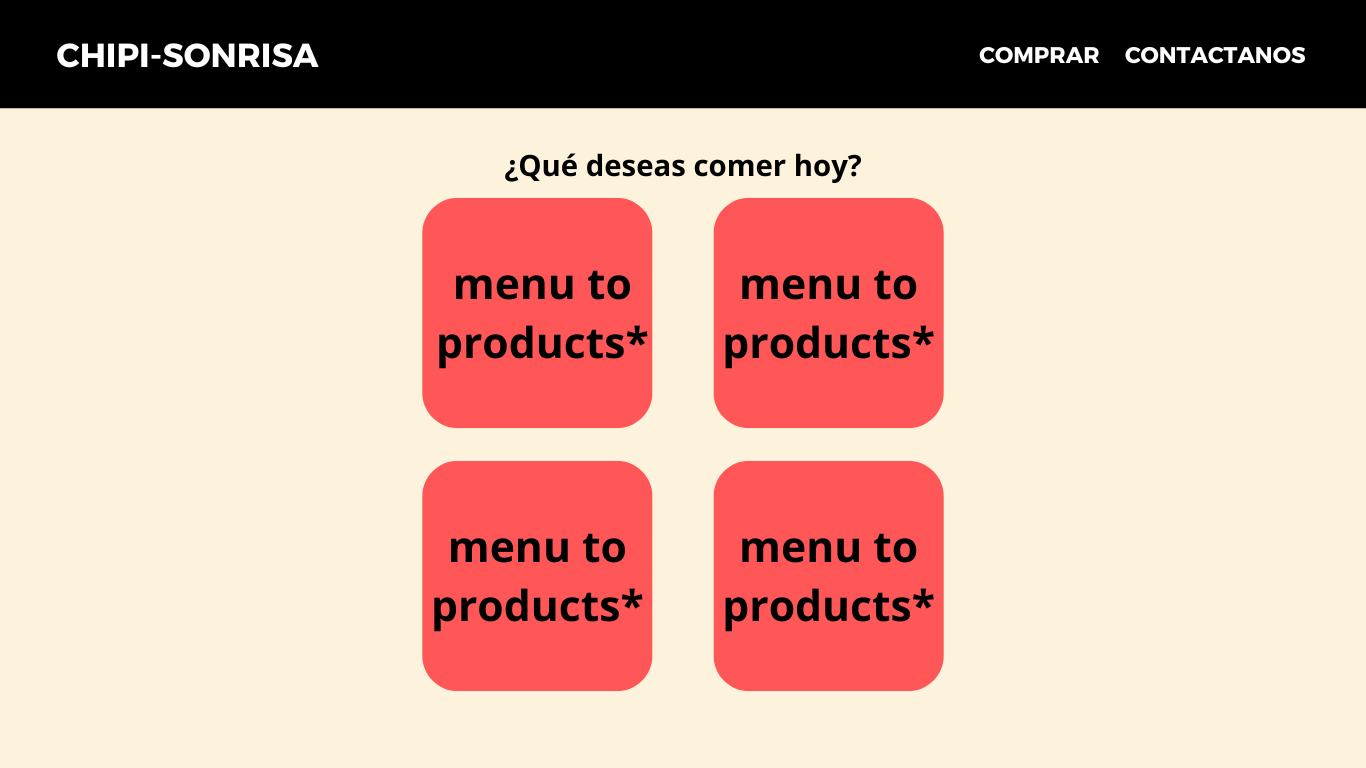 CHIPI-SONRISA
COMPRAR CONTACTANOS
¿Qué deseas comer hoy?
menu to
products*
menu to
products*
menu to
products*
menu to
products*